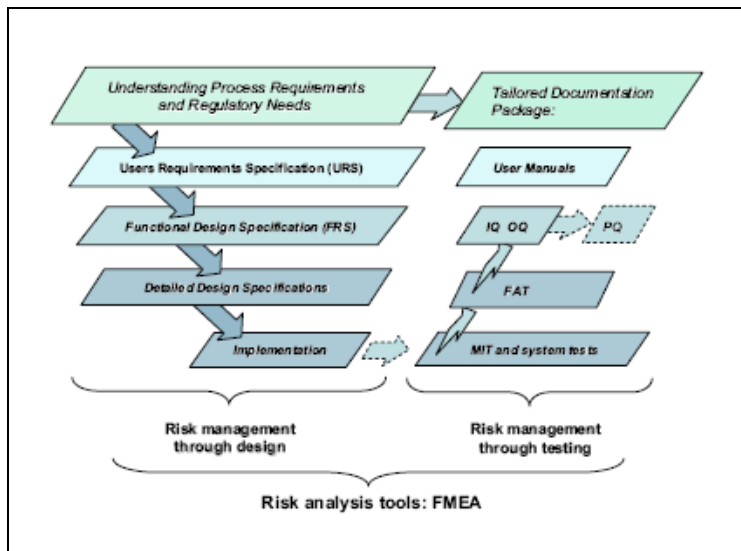 Understanding Process Requirements
and Regulatory Needs
Tailored Documentation
Package:
Users Requirements Specification (URS)
User Manuals
Functional Design Specification (FRS)
IQ OQ
PQ
Detailed Design Specifications
FAT
Implementation
MIT and system tests
Risk management
through design
Risk management
through testing
Risk analysis tools: FMEA